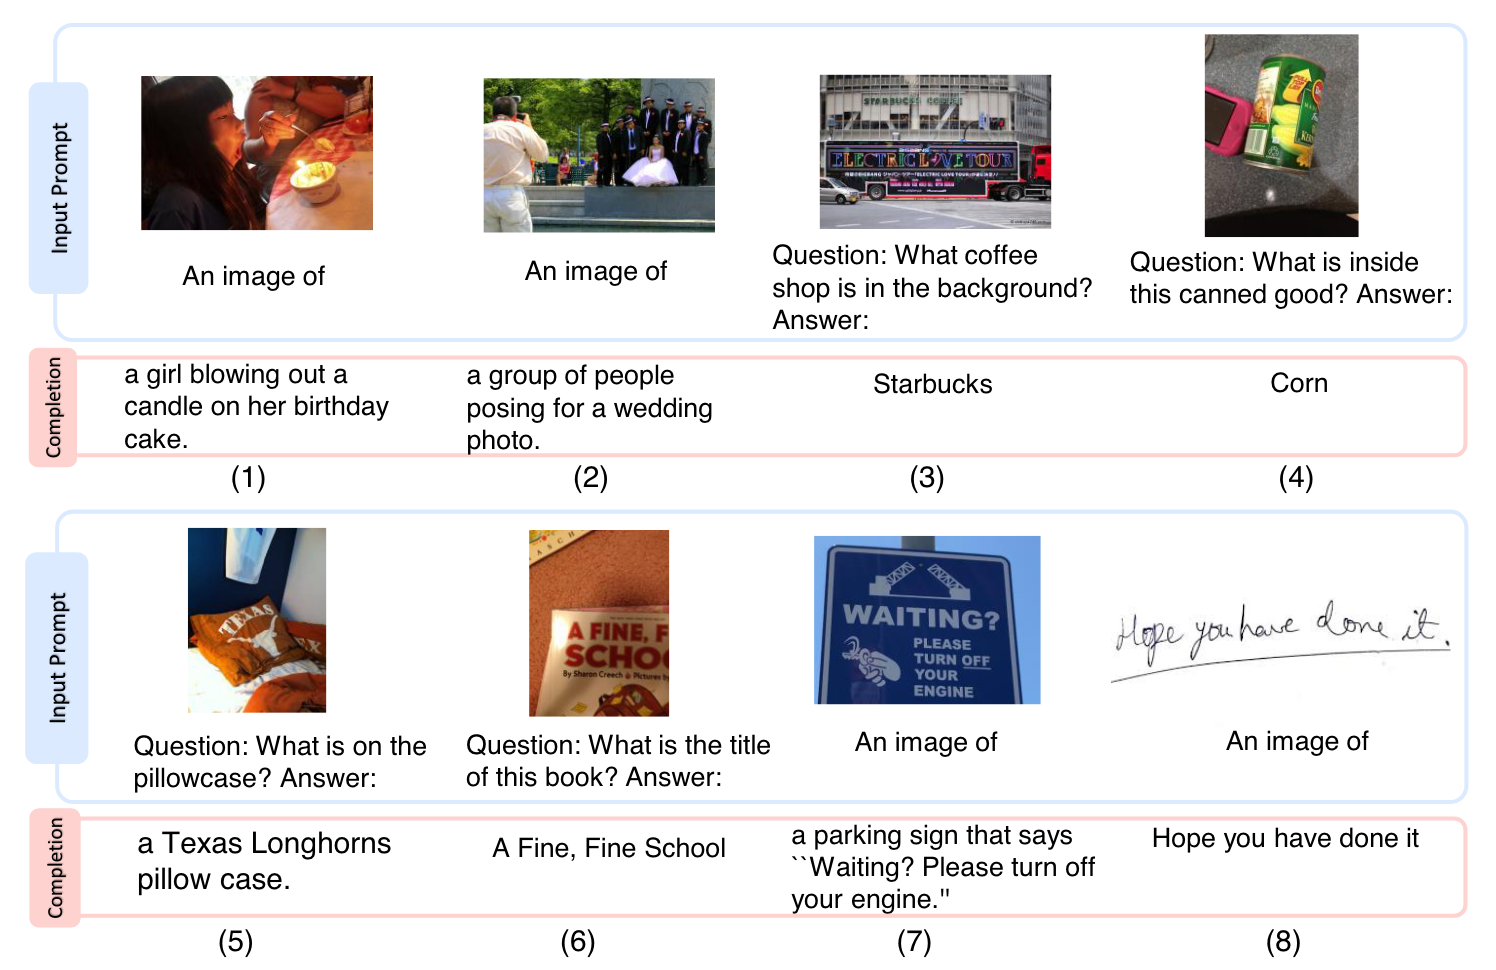 Input Prompt
An image of
An image of
STARBUCKS COFFEE
ELECTRIC LOVE TOUR
Question: What coffee
shop is in the background?
Answer:
Question: What is inside
this canned good? Answer:
Completion
a girl blowing out a
candle on her birthday
cake.
a group of people
posing for a wedding
photo.
Starbucks
Corn
(1)
(2)
(3)
(4)
Input Prompt
TEXAS
Question: What is on the
pillowcase? Answer:
A FINE, F
SCHO
By Sharon Creech Pictures by
Question: What is the title
of this book? Answer:
WAITING?
PLEASE
TURN OFF
YOUR
ENGINE
An image of
Hope you have done it.
An image of
Completion
a Texas Longhorns
pillow case.
A Fine, Fine School
a parking sign that says
``Waiting? Please turn off
your engine."
Hope you have done it
(5)
(6)
(7)
(8)